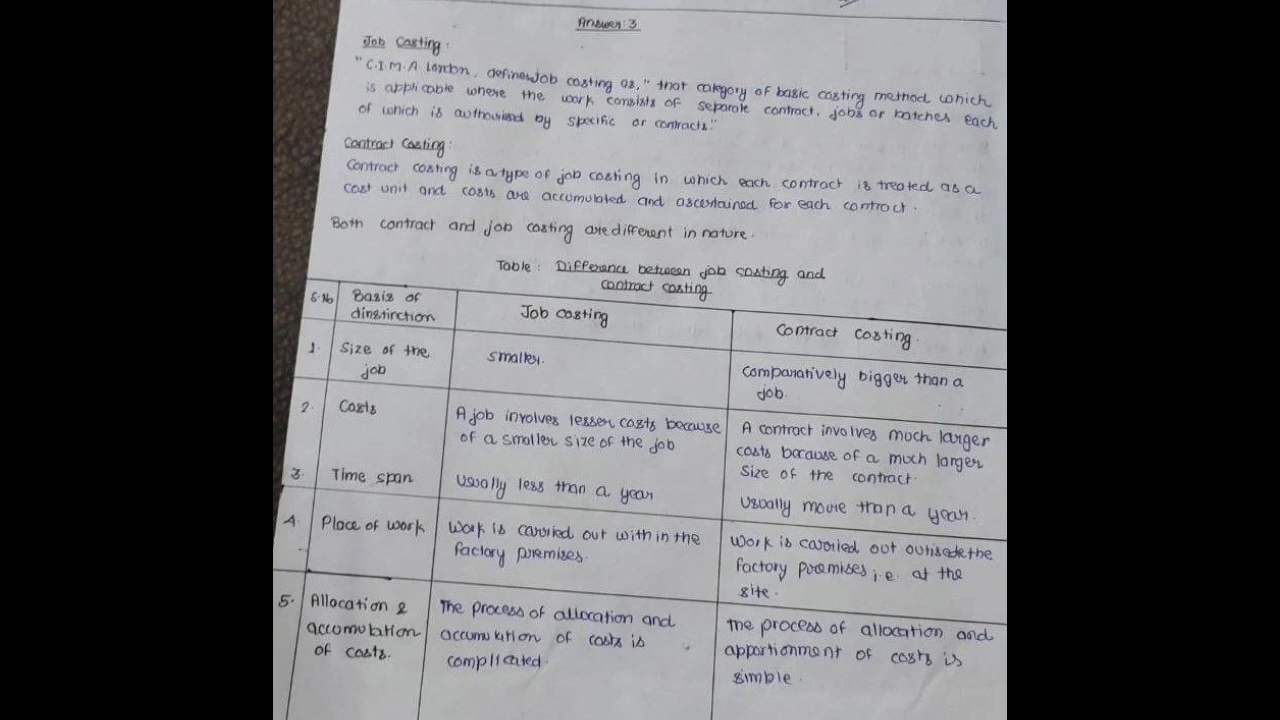 Answer: 3
Job Costing:
"C.I.M.A London, defines job costing as, " that category of basic costing method which
is applicable where the work consists of separate contract, jobs or batches each
of which is authorised by specific or contracts."
Contract Costing:
Contract costing is a type of job costing in which each contract is treated as a
cost unit and costs are accumulated and ascertained for each contract.
Both contract and job costing are different in nature.
Table: Difference between job costing and
contract costing
S.No
Basis of
dinstinction
Job costing
Contract costing.
1.
Size of the
job
smaller.
Comparatively bigger than a
job.
2.
Costs
A job involves lesser costs because
of a smaller size of the job
A contract involves much larger
costs because of a much larger
size of the contract.
3.
Time span
Usually less than a year
Usually more than a year.
4.
Place of work
Work is carried out with in the
factory premises.
Work is carried out outisede the
factory premises i.e. at the
site.
5.
Allocation &
accumulation
of costs.
The process of allocation and
accumulation of costs is
complicated.
The process of allocation and
apportionment of costs is
simble.